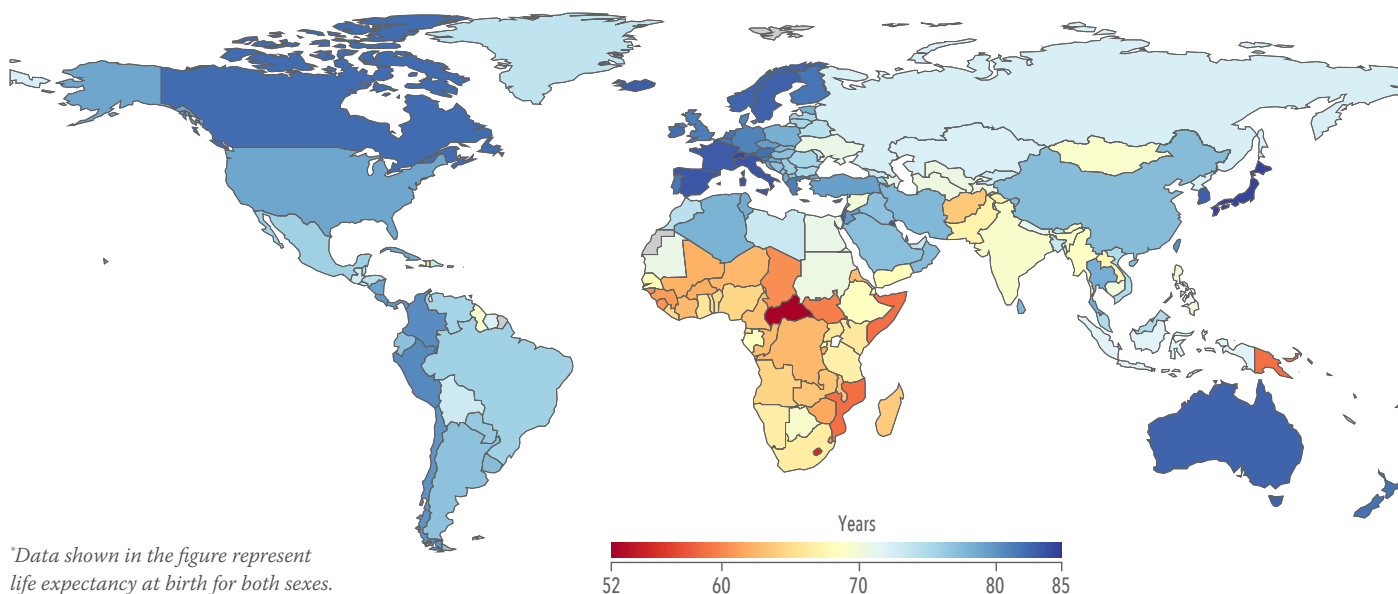 Years
52 60 70 80 85
*Data shown in the figure represent
life expectancy at birth for both sexes.